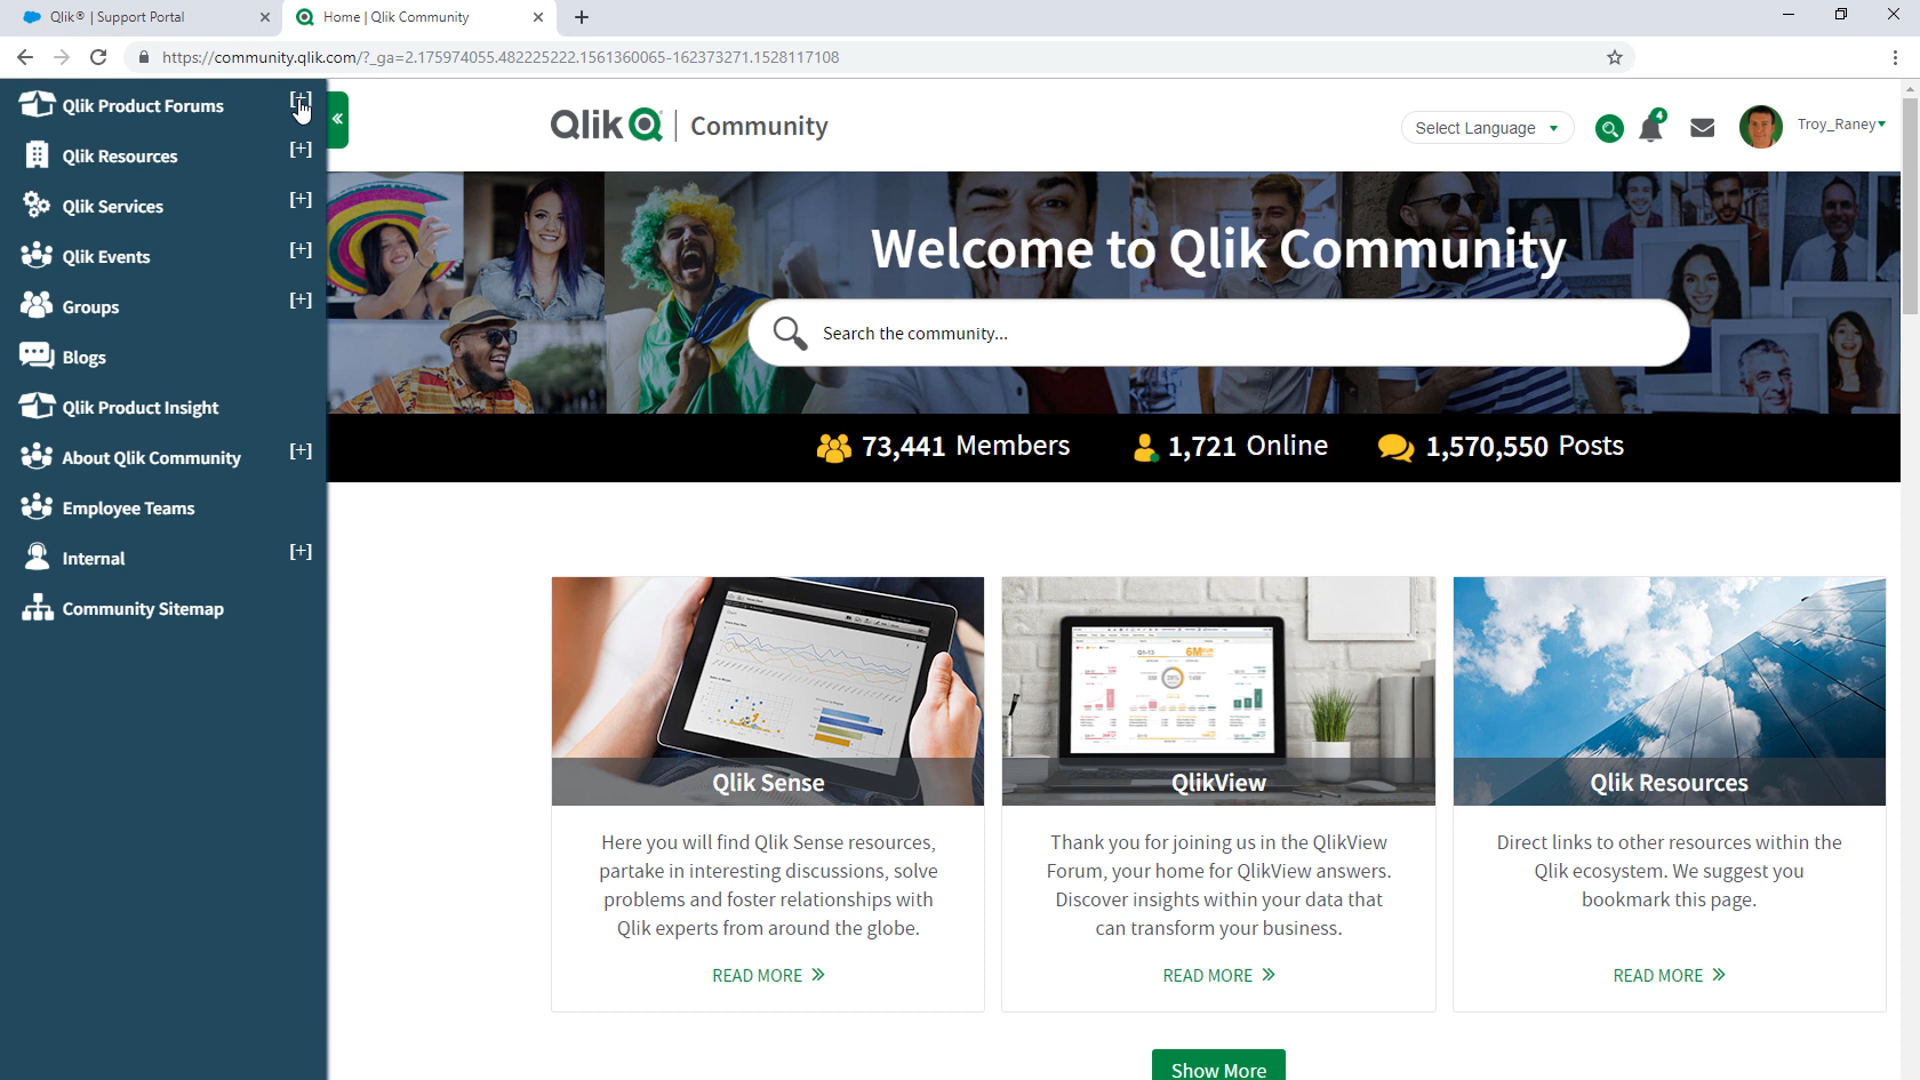 Qlik® | Support Portal
Home | Qlik Community
https://community.qlik.com/?_ga=2.175974055.482225222.1561360065-162373271.1528117108
Qlik Product Forums [+]
Qlik Resources [+]
Qlik Services [+]
Qlik Events [+]
Groups [+]
Blogs
Qlik Product Insight
About Qlik Community [+]
Employee Teams
Internal [+]
Community Sitemap
«
Qlik | Community
Select Language
4
Troy_Raney
Welcome to Qlik Community
Search the community...
73,441 Members
1,721 Online
1,570,550 Posts
Qlik Sense
Here you will find Qlik Sense resources,
partake in interesting discussions, solve
problems and foster relationships with
Qlik experts from around the globe.
READ MORE »
Q1-13
6M
QlikView
Thank you for joining us in the QlikView
Forum, your home for QlikView answers.
Discover insights within your data that
can transform your business.
READ MORE »
Qlik Resources
Direct links to other resources within the
Qlik ecosystem. We suggest you
bookmark this page.
READ MORE »
Show More